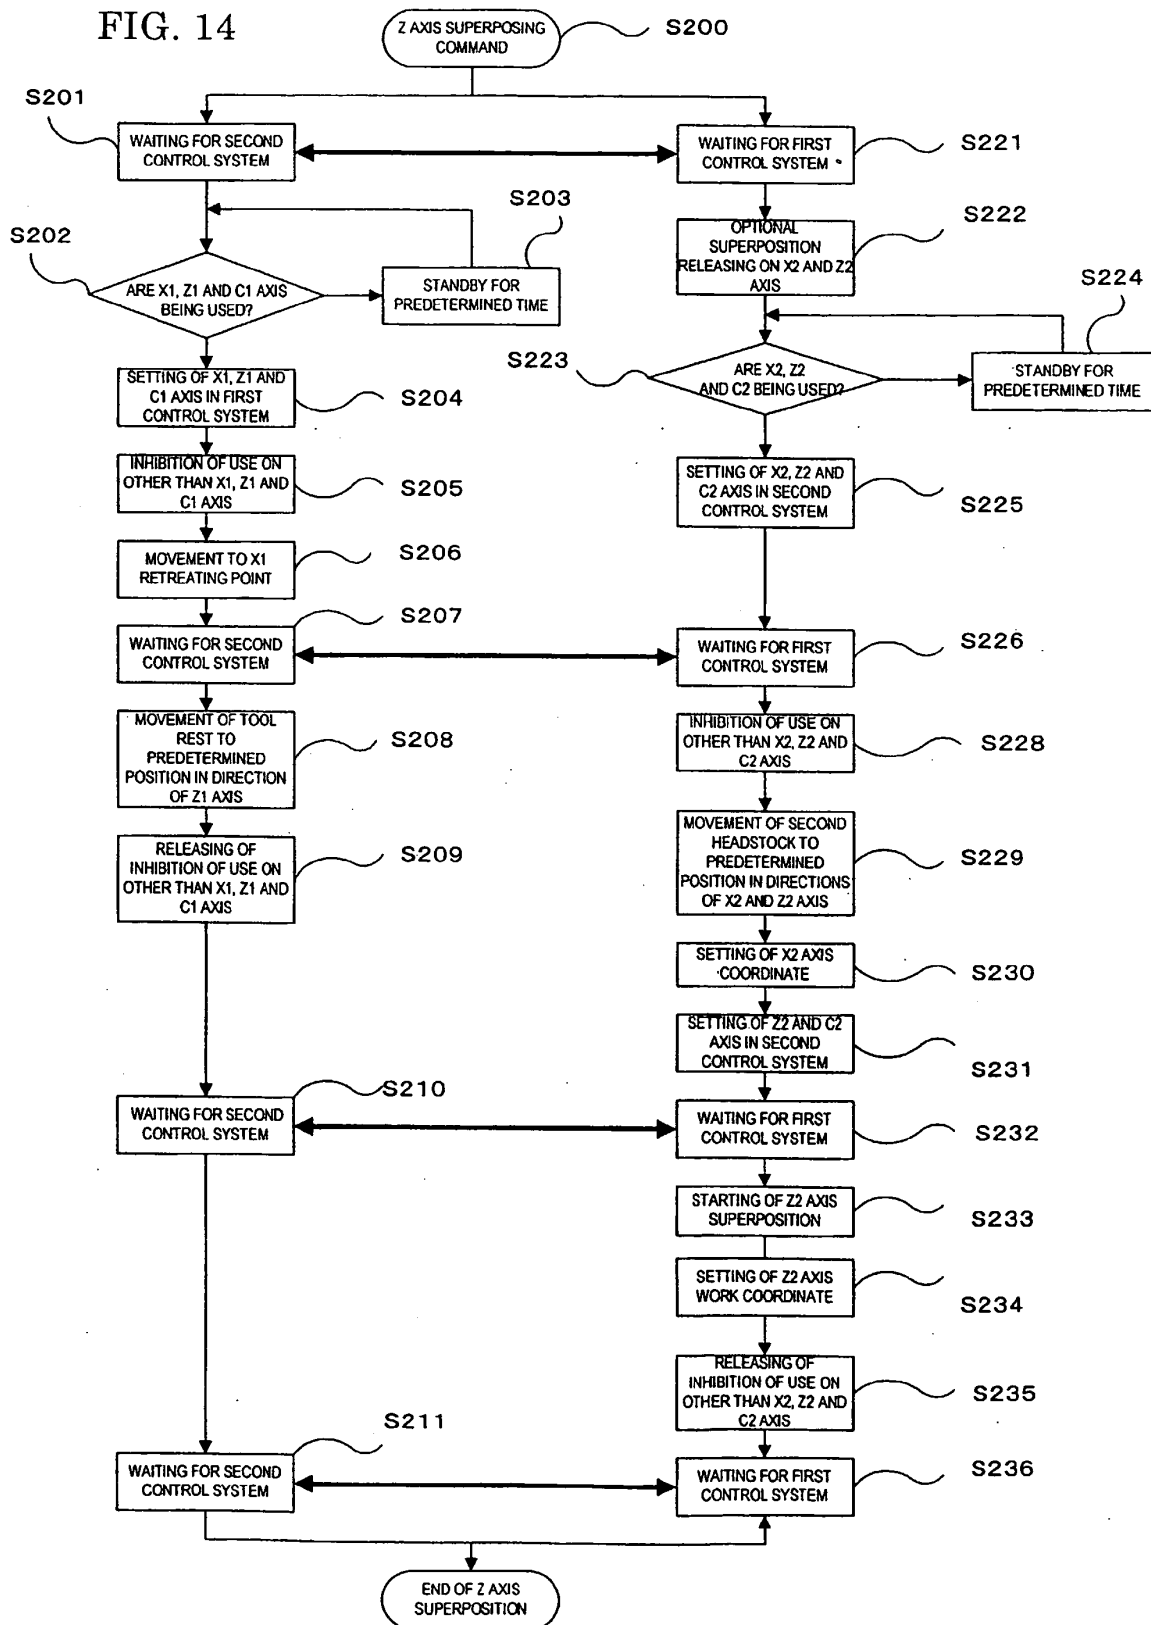 FIG. 14
Z AXIS SUPERPOSING
COMMAND
S200
S201
WAITING FOR SECOND
CONTROL SYSTEM
WAITING FOR FIRST
CONTROL SYSTEM
S221
S203
S222
S202
OPTIONAL
SUPERPOSITION
RELEASING ON X2 AND Z2
AXIS
ARE X1, Z1 AND C1 AXIS
BEING USED?
STANDBY FOR
PREDETERMINED TIME
S224
S223
ARE X2, Z2
AND C2 BEING USED?
STANDBY FOR
PREDETERMINED TIME
SETTING OF X1, Z1 AND
C1 AXIS IN FIRST
CONTROL SYSTEM
S204
INHIBITION OF USE ON
OTHER THAN X1, Z1 AND
C1 AXIS
S205
SETTING OF X2, Z2 AND
C2 AXIS IN SECOND
CONTROL SYSTEM
S225
MOVEMENT TO X1
RETREATING POINT
S206
S207
WAITING FOR SECOND
CONTROL SYSTEM
WAITING FOR FIRST
CONTROL SYSTEM
S226
MOVEMENT OF TOOL
REST TO
PREDETERMINED
POSITION IN DIRECTION
OF Z1 AXIS
S208
INHIBITION OF USE ON
OTHER THAN X2, Z2 AND
C2 AXIS
S228
RELEASING OF
INHIBITION OF USE ON
OTHER THAN X1, Z1 AND
C1 AXIS
S209
MOVEMENT OF SECOND
HEADSTOCK TO
PREDETERMINED
POSITION IN DIRECTIONS
OF X2 AND Z2 AXIS
S229
SETTING OF X2 AXIS
COORDINATE
S230
SETTING OF Z2 AND C2
AXIS IN SECOND
CONTROL SYSTEM
S231
S210
WAITING FOR SECOND
CONTROL SYSTEM
WAITING FOR FIRST
CONTROL SYSTEM
S232
STARTING OF Z2 AXIS
SUPERPOSITION
S233
SETTING OF Z2 AXIS
WORK COORDINATE
S234
RELEASING OF
INHIBITION OF USE ON
OTHER THAN X2, Z2 AND
C2 AXIS
S235
S211
WAITING FOR SECOND
CONTROL SYSTEM
WAITING FOR FIRST
CONTROL SYSTEM
S236
END OF Z AXIS
SUPERPOSITION